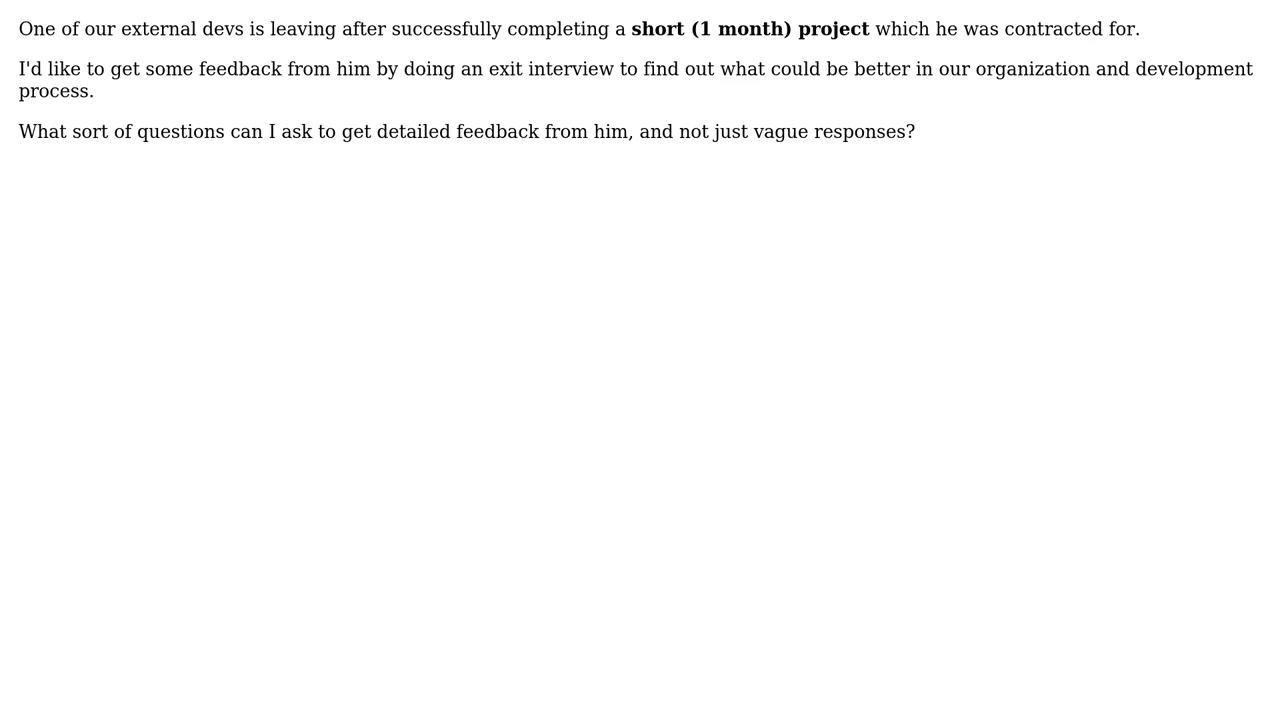 One of our external devs is leaving after successfully completing a short (1 month) project which he was contracted for.
I'd like to get some feedback from him by doing an exit interview to find out what could be better in our organization and development
process.
What sort of questions can I ask to get detailed feedback from him, and not just vague responses?